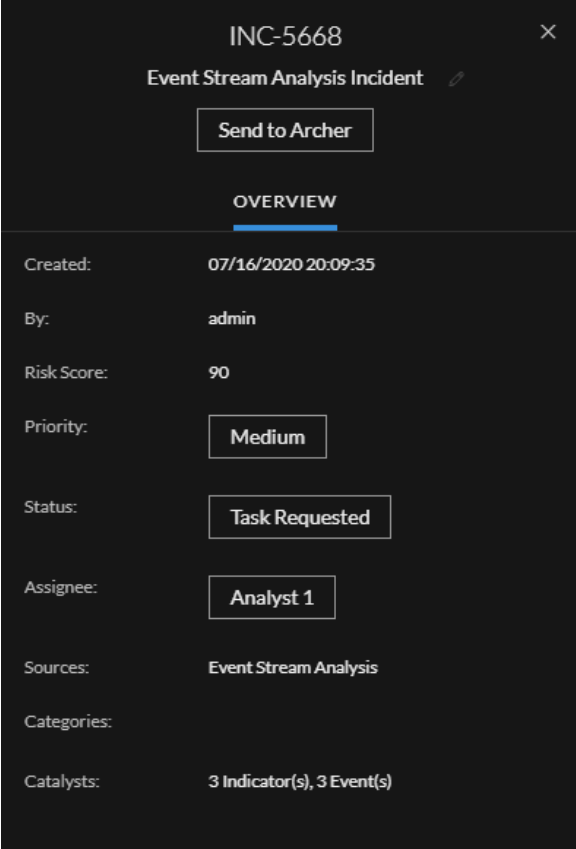 INC-5668
Event Stream Analysis Incident
Send to Archer
OVERVIEW
Created: 07/16/2020 20:09:35
By: admin
Risk Score: 90
Priority: Medium
Status: Task Requested
Assignee: Analyst 1
Sources: Event Stream Analysis
Categories:
Catalysts: 3 Indicator(s), 3 Event(s)